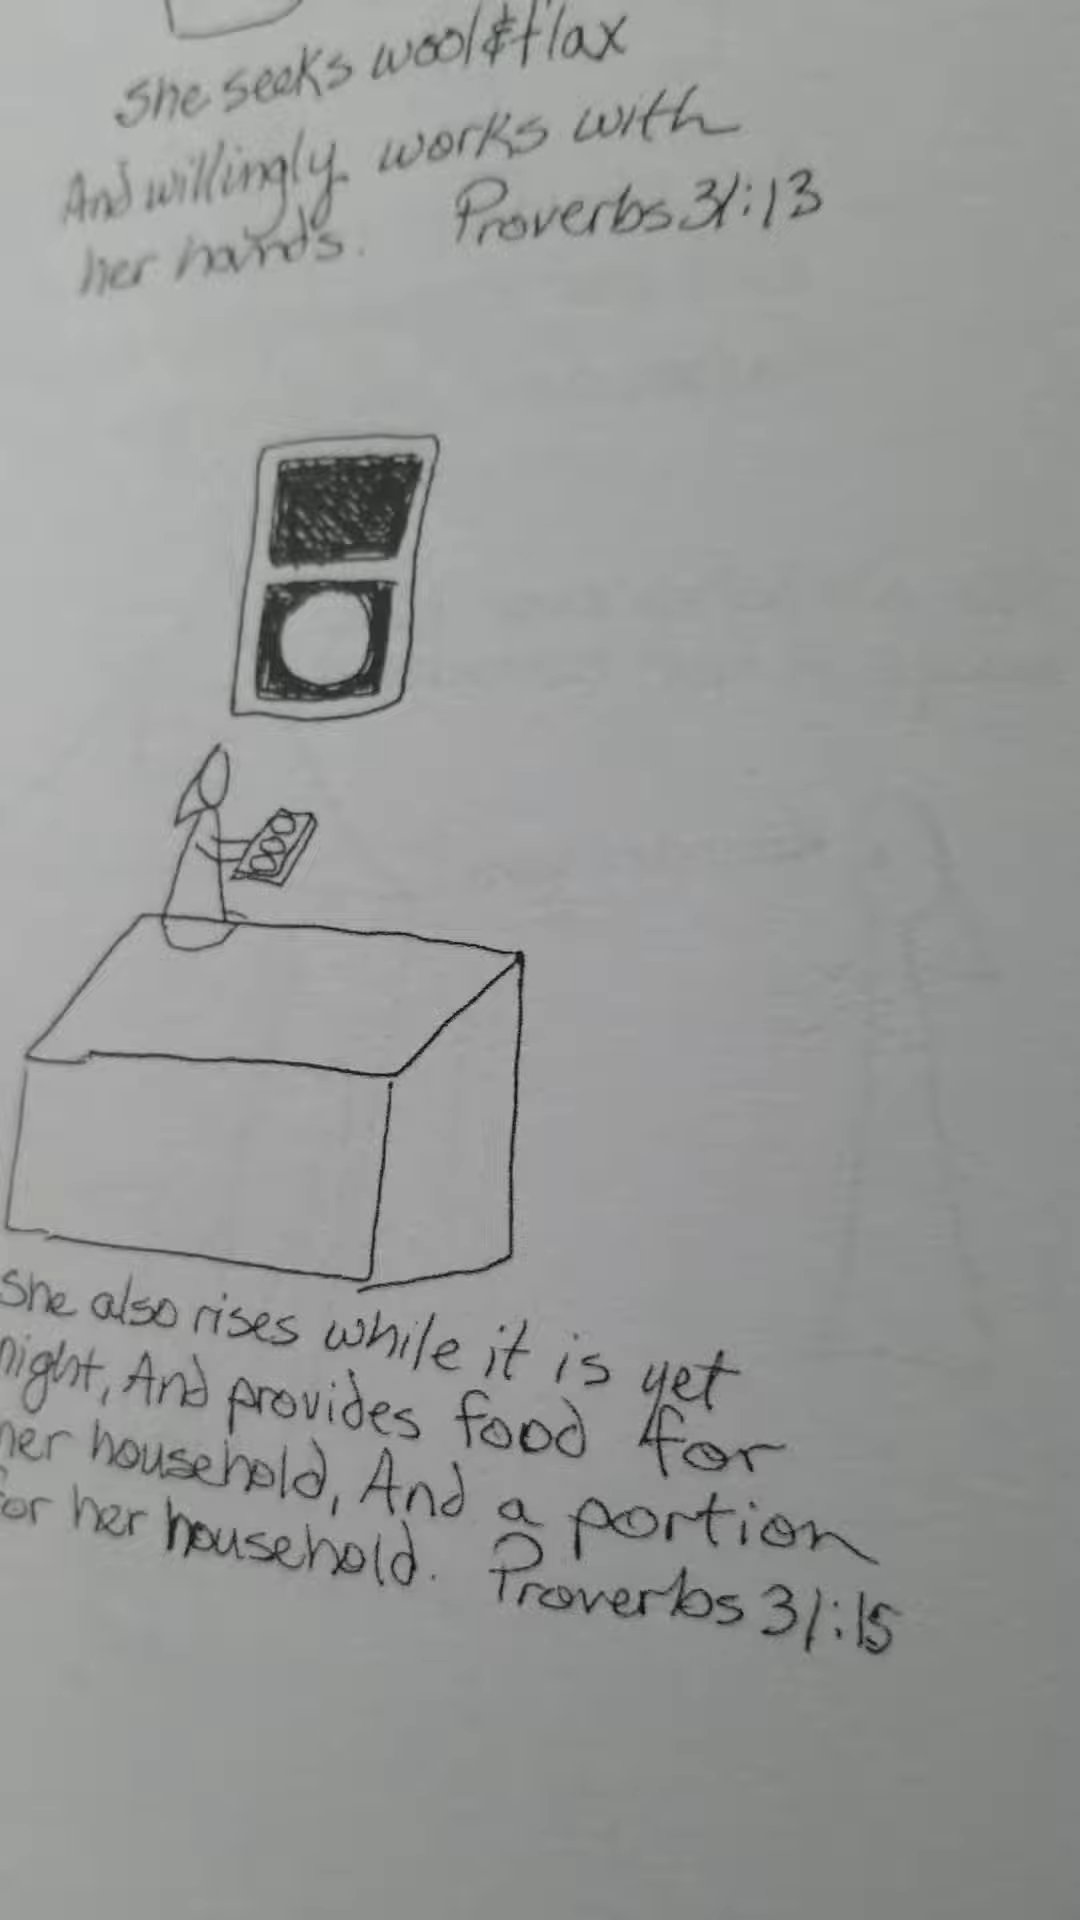 She seeks wool & flax
And willingly works with
her hands. Proverbs 31:13
She also rises while it is yet
night, And provides food for
her household, And a portion
for her household. Proverbs 31:15